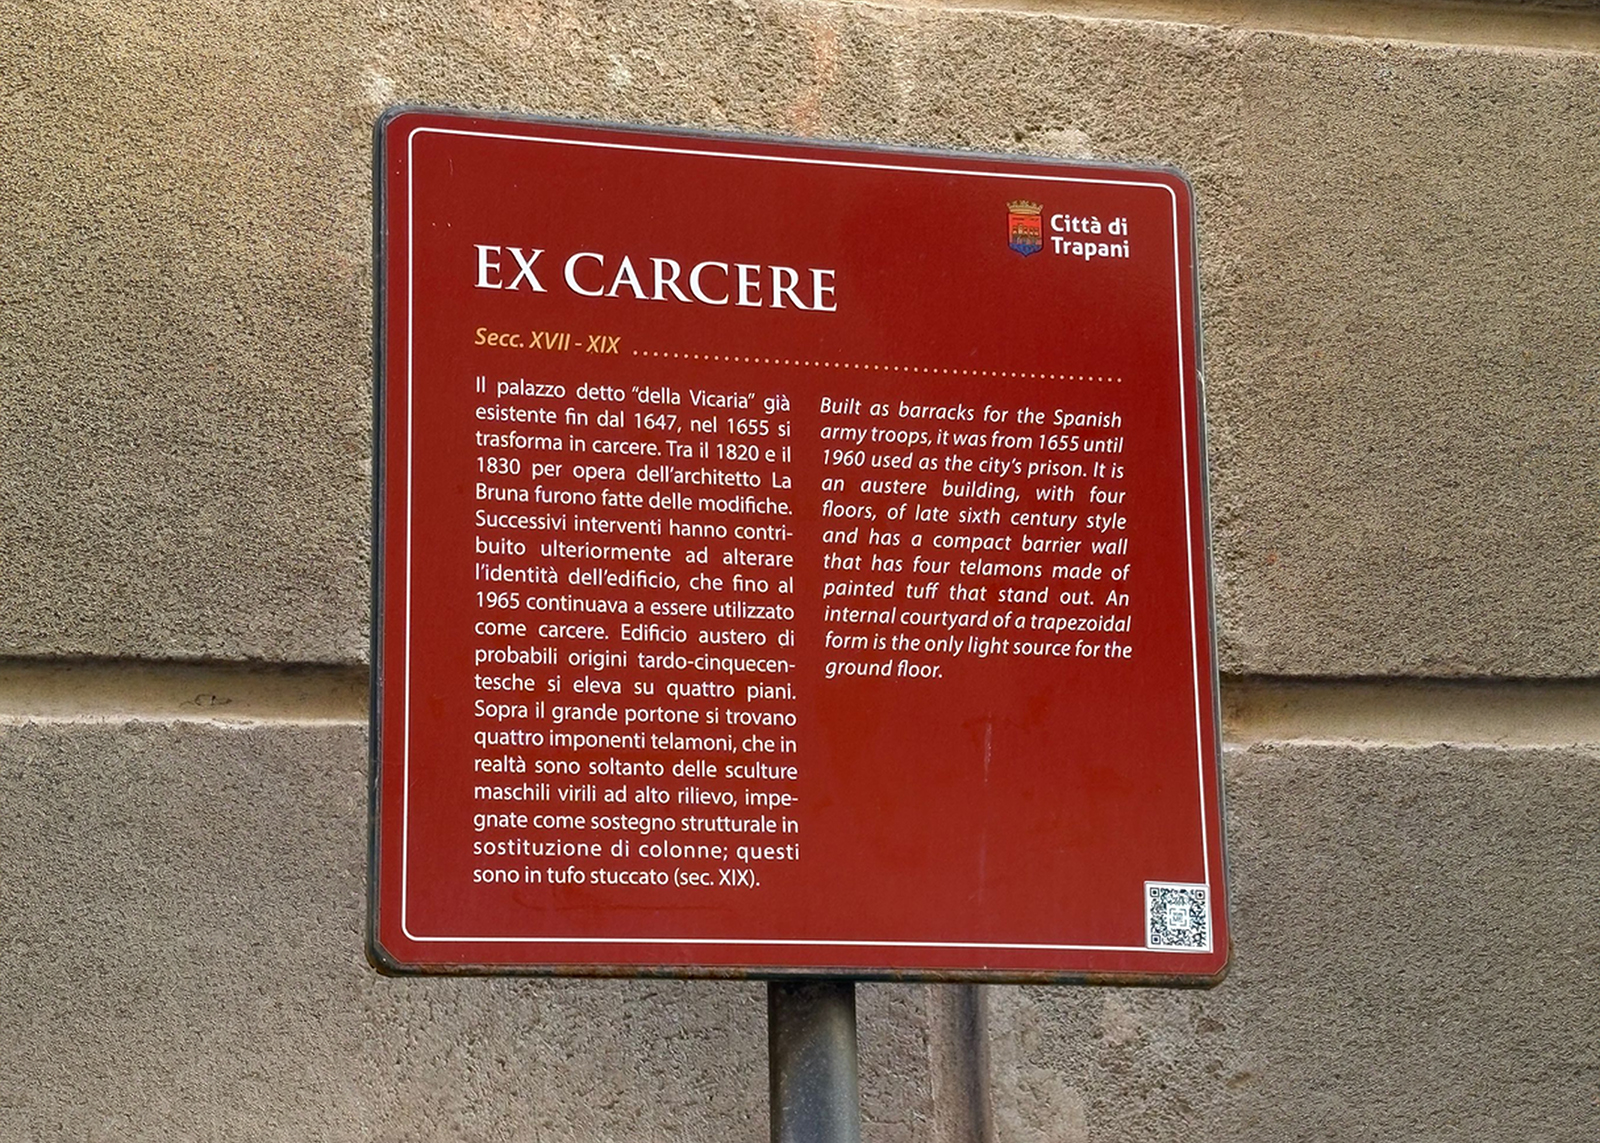 Città di
Trapani
EX CARCERE
Secc. XVII - XIX
Il palazzo detto “della Vicaria” già
esistente fin dal 1647, nel 1655 si
trasforma in carcere. Tra il 1820 e il
1830 per opera dell’architetto La
Bruna furono fatte delle modifiche.
Successivi interventi hanno contri-
buito ulteriormente ad alterare
l’identità dell’edificio, che fino al
1965 continuava a essere utilizzato
come carcere. Edificio austero di
probabili origini tardo-cinquecen-
tesche si eleva su quattro piani.
Sopra il grande portone si trovano
quattro imponenti telamoni, che in
realtà sono soltanto delle sculture
maschili virili ad alto rilievo, impe-
gnate come sostegno strutturale in
sostituzione di colonne; questi
sono in tufo stuccato (sec. XIX).
Built as barracks for the Spanish
army troops, it was from 1655 until
1960 used as the city’s prison. It is
an austere building, with four
floors, of late sixth century style
and has a compact barrier wall
that has four telamons made of
painted tuff that stand out. An
internal courtyard of a trapezoidal
form is the only light source for the
ground floor.